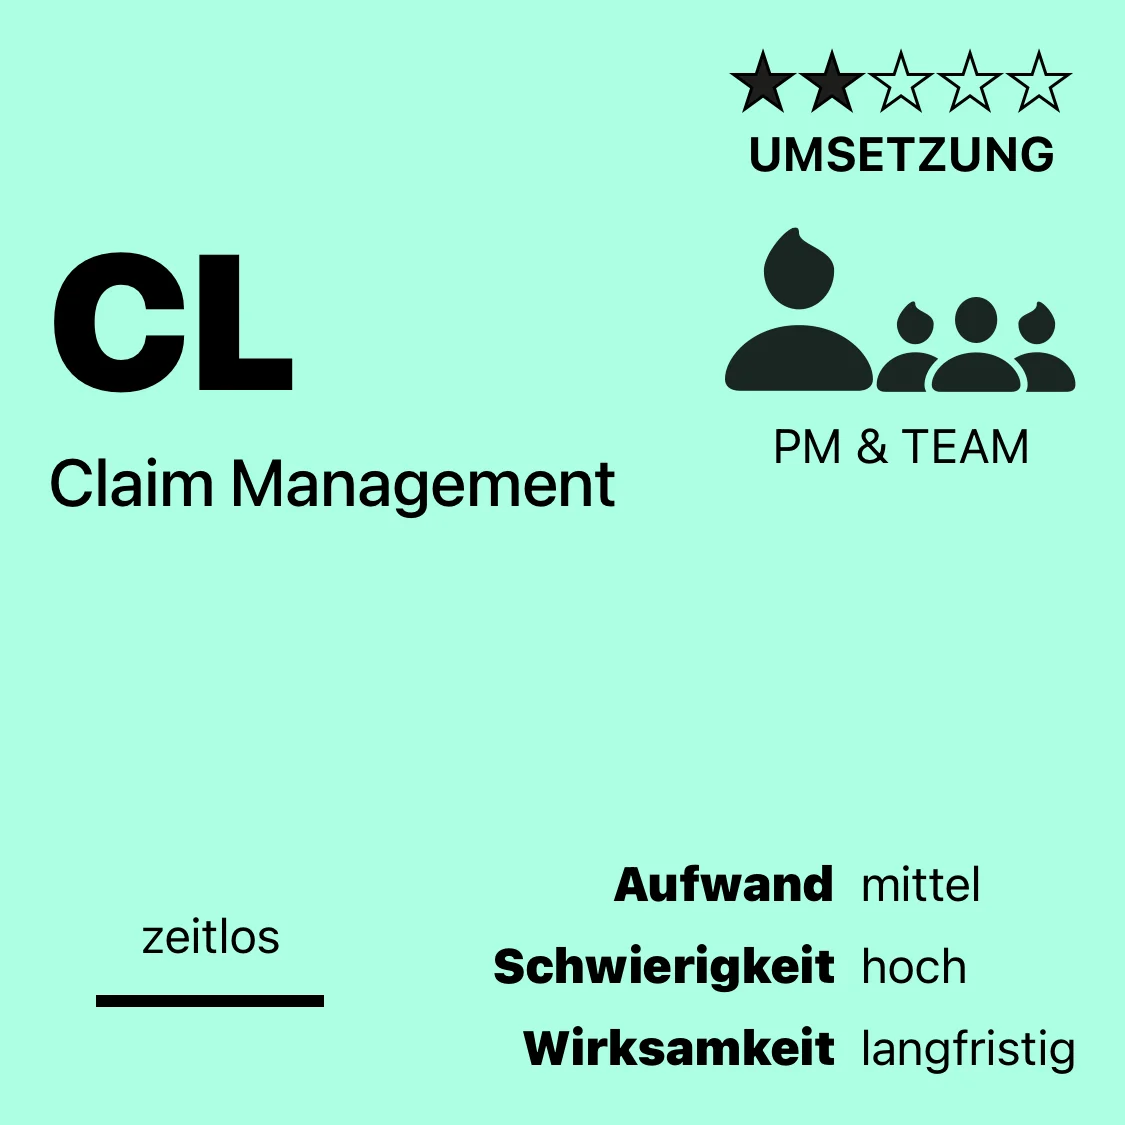 ★★☆☆☆
UMSETZUNG
CL
PM & TEAM
Claim Management
zeitlos
Aufwand mittel
Schwierigkeit hoch
Wirksamkeit langfristig